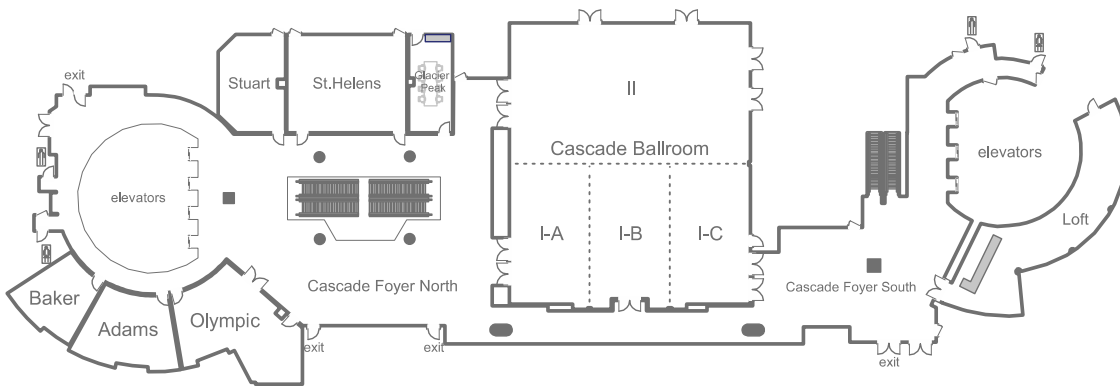 exit
Stuart
St.Helens
Glacier
Peak
II
Cascade Ballroom
elevators
elevators
Loft
I-A
I-B
I-C
Baker
Adams
Olympic
Cascade Foyer North
Cascade Foyer South
exit
exit
exit